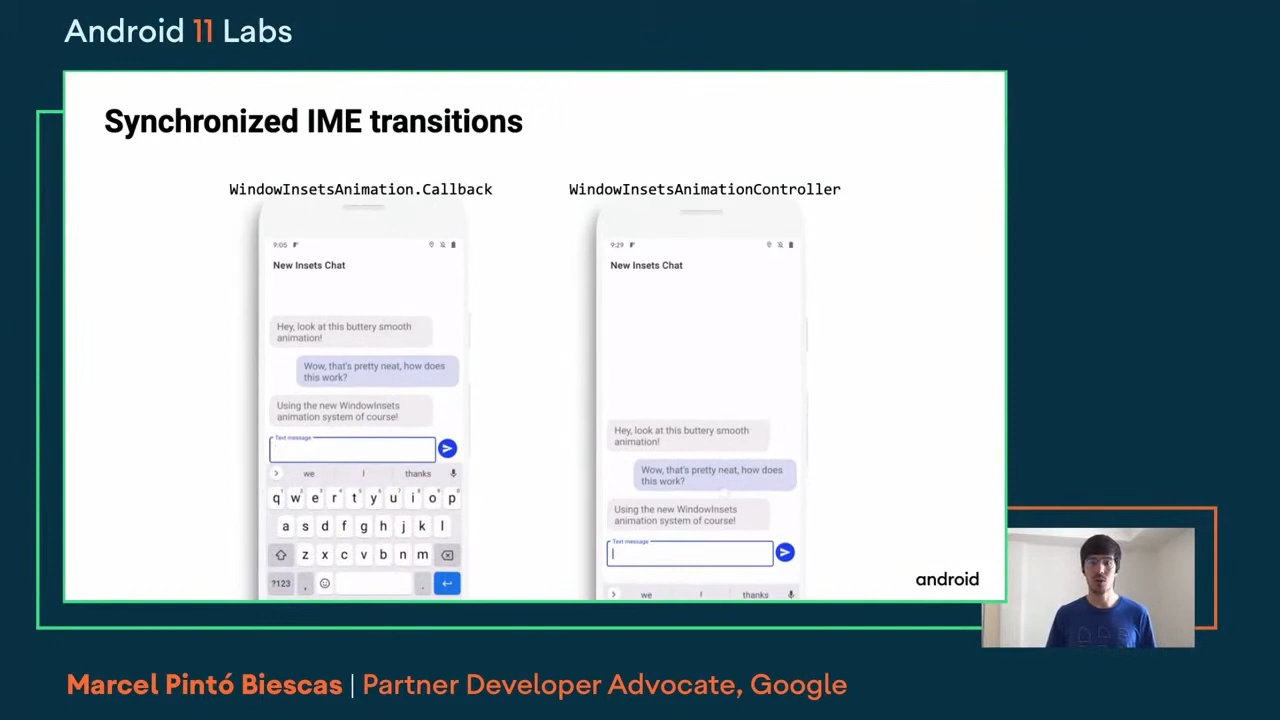 Android 11 Labs
Synchronized IME transitions
WindowInsetsAnimation.Callback
9:05
New Insets Chat
Hey, look at this buttery smooth
animation!
Wow, that's pretty neat, how does
this work?
Using the new WindowInsets
animation system of course!
Text message
we I thanks
q w e r t y u i o p
a s d f g h j k l
z x c v b n m
?123 , .
WindowInsetsAnimationController
9:29
New Insets Chat
Hey, look at this buttery smooth
animation!
Wow, that's pretty neat, how does
this work?
Using the new WindowInsets
animation system of course!
Text message
we I thanks
android
Marcel Pintó Biescas | Partner Developer Advocate, Google